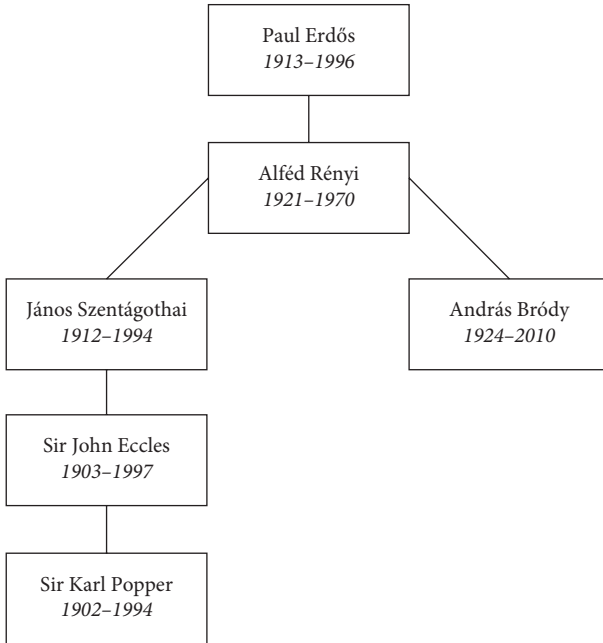 Paul Erdős
1913–1996
Alféd Rényi
1921–1970
János Szentágothai
1912–1994
András Bródy
1924–2010
Sir John Eccles
1903–1997
Sir Karl Popper
1902–1994